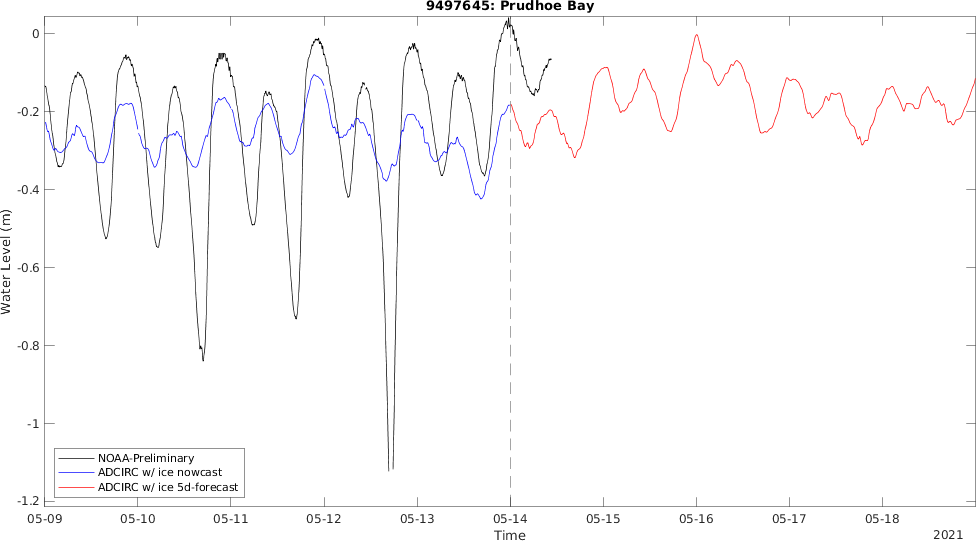 9497645: Prudhoe Bay
0
-0.2
-0.4
-0.6
-0.8
-1
-1.2
Water Level (m)
NOAA-Preliminary
ADCIRC w/ ice nowcast
ADCIRC w/ ice 5d-forecast
05-09 05-10 05-11 05-12 05-13 05-14 05-15 05-16 05-17 05-18
Time
2021